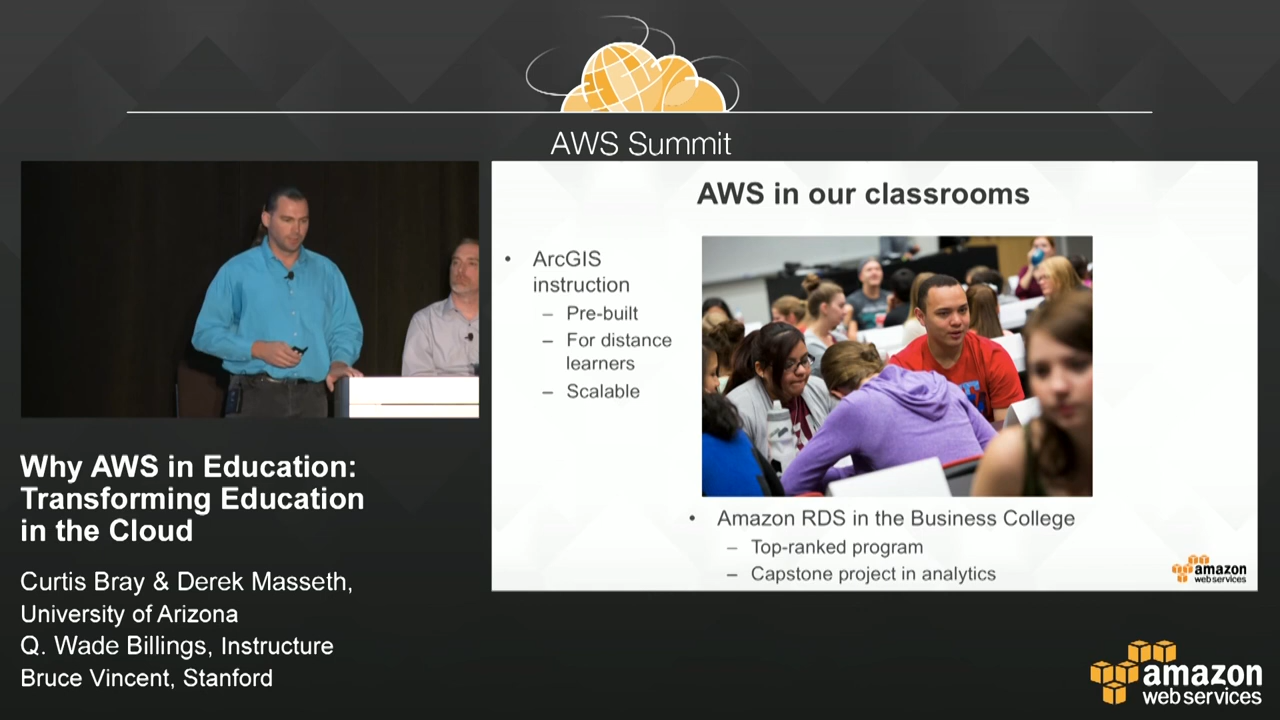 AWS Summit
AWS in our classrooms
• ArcGIS
instruction
– Pre-built
– For distance
learners
– Scalable
• Amazon RDS in the Business College
– Top-ranked program
– Capstone project in analytics
amazon
web services
Why AWS in Education:
Transforming Education
in the Cloud
Curtis Bray & Derek Masseth,
University of Arizona
Q. Wade Billings, Instructure
Bruce Vincent, Stanford
amazon
web services